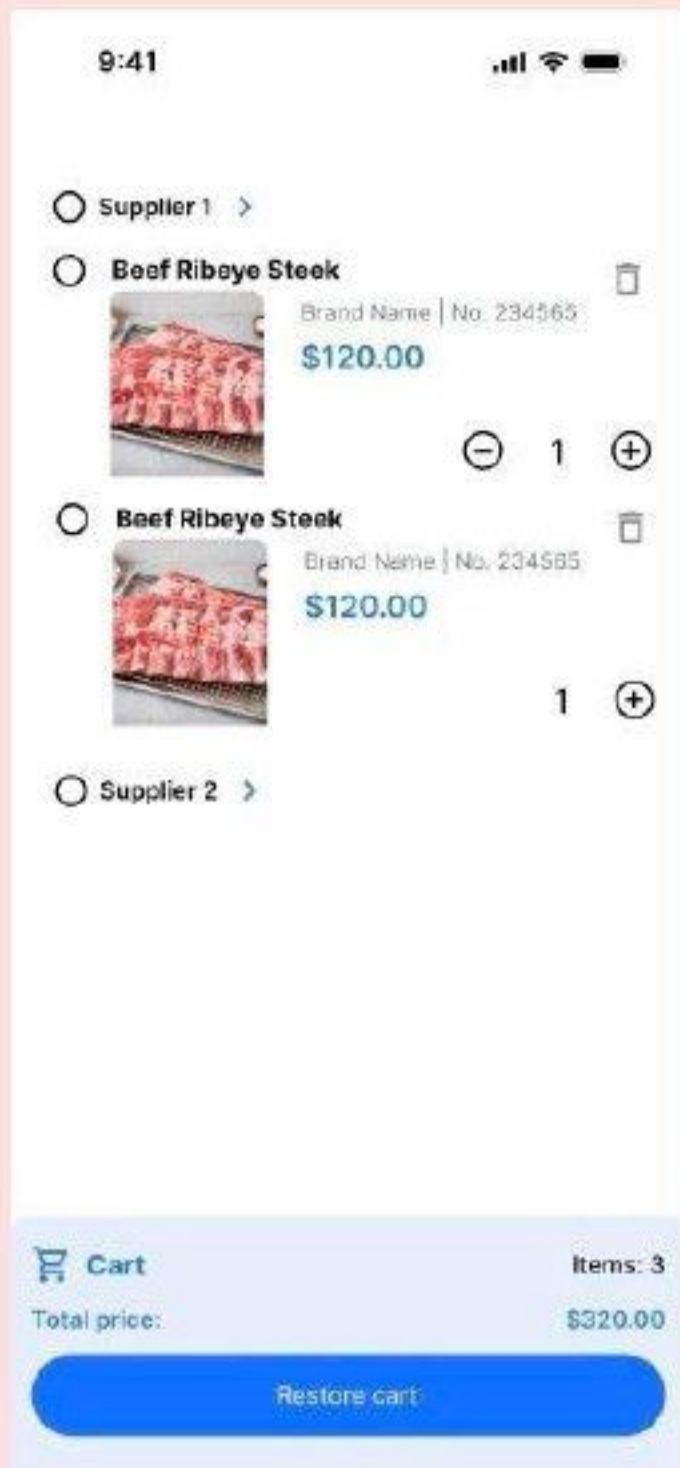 9:41
Supplier 1 >
Beef Ribeye Steek
Brand Name | No. 234565
$120.00
1
Beef Ribeye Steek
Brand Name | No. 234565
$120.00
1
Supplier 2 >
Cart Items: 3
Total price: $320.00
Restore cart